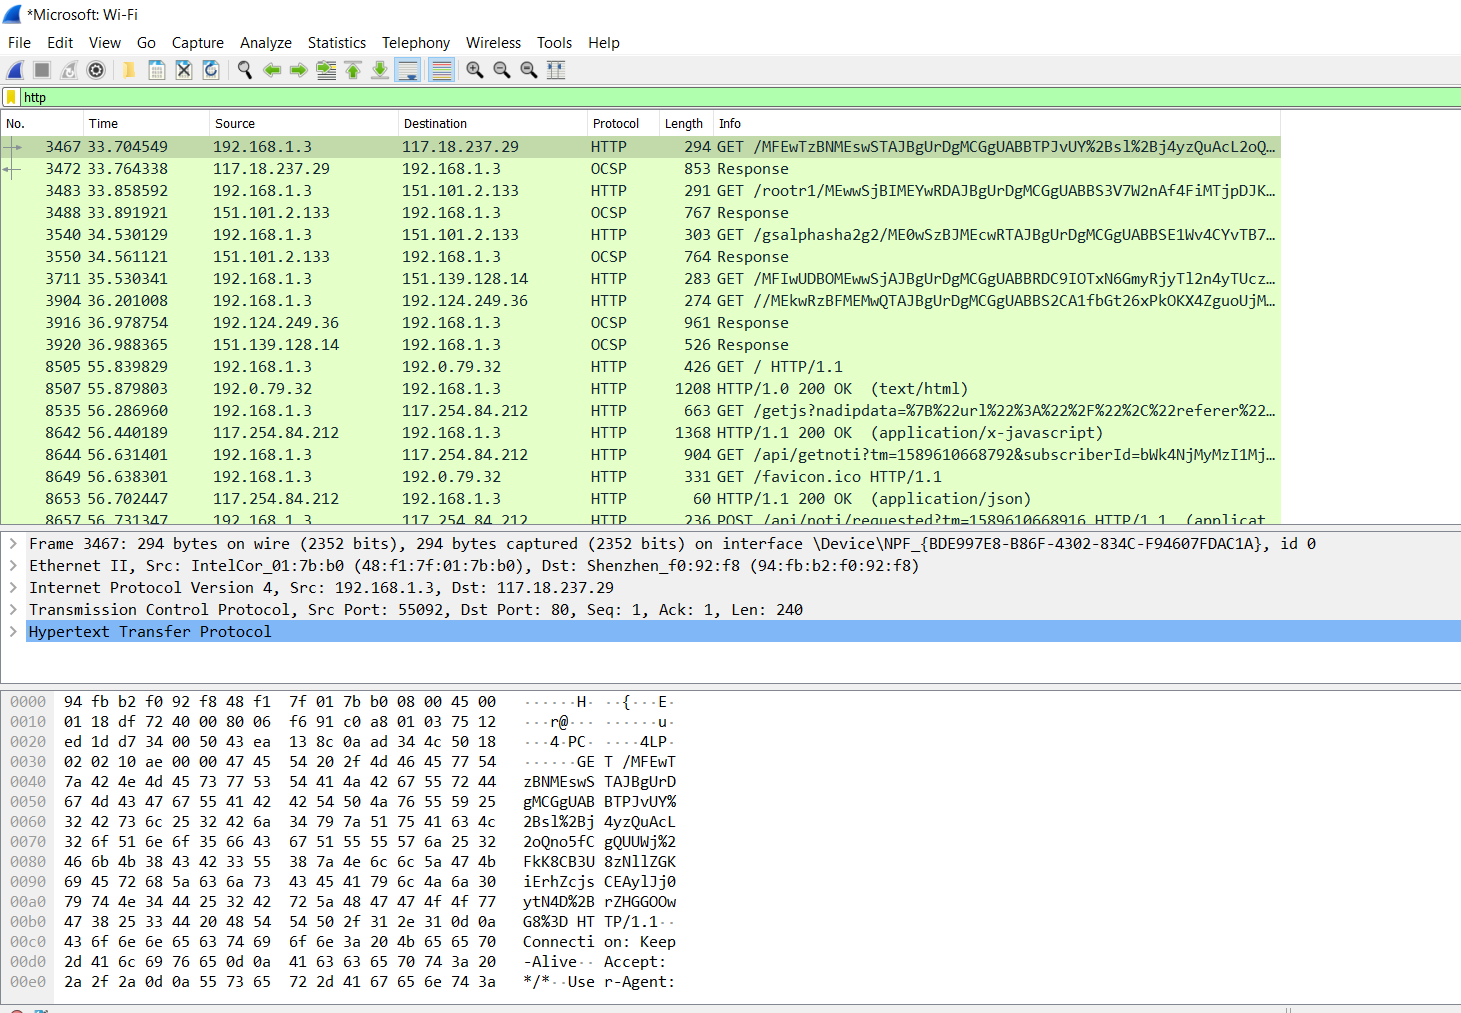 *Microsoft: Wi-Fi
File Edit View Go Capture Analyze Statistics Telephony Wireless Tools Help
http
No. Time Source Destination Protocol Length Info
3467 33.704549 192.168.1.3 117.18.237.29 HTTP 294 GET /MFEwTzBNMEswSTAJBgUrDgMCGgUABBTPJvUY%2Bsl%2Bj4yzQuAcL2oQ…
3472 33.764338 117.18.237.29 192.168.1.3 OCSP 853 Response
3483 33.858592 192.168.1.3 151.101.2.133 HTTP 291 GET /rootr1/MEwwSjBIMEYwRDAJBgUrDgMCGgUABBS3V7W2nAf4FiMTjpDJK…
3488 33.891921 151.101.2.133 192.168.1.3 OCSP 767 Response
3540 34.530129 192.168.1.3 151.101.2.133 HTTP 303 GET /gsalphasha2g2/ME0wSzBJMEcwRTAJBgUrDgMCGgUABBSE1Wv4CYvTB7…
3550 34.561121 151.101.2.133 192.168.1.3 OCSP 764 Response
3711 35.530341 192.168.1.3 151.139.128.14 HTTP 283 GET /MFIwUDBOMEwwSjAJBgUrDgMCGgUABBRDC9IOTxN6GmyRjyTl2n4yTUcz…
3904 36.201008 192.168.1.3 192.124.249.36 HTTP 274 GET //MEkwRzBFMEMwQTAJBgUrDgMCGgUABBS2CA1fbGt26xPkOKX4ZguoUjM…
3916 36.978754 192.124.249.36 192.168.1.3 OCSP 961 Response
3920 36.988365 151.139.128.14 192.168.1.3 OCSP 526 Response
8505 55.839829 192.168.1.3 192.0.79.32 HTTP 426 GET / HTTP/1.1
8507 55.879803 192.0.79.32 192.168.1.3 HTTP 1208 HTTP/1.0 200 OK (text/html)
8535 56.286960 192.168.1.3 117.254.84.212 HTTP 663 GET /getjs?nadipdata=%7B%22url%22%3A%22%2F%22%2C%22referer%22…
8642 56.440189 117.254.84.212 192.168.1.3 HTTP 1368 HTTP/1.1 200 OK (application/x-javascript)
8644 56.631401 192.168.1.3 117.254.84.212 HTTP 904 GET /api/getnoti?tm=1589610668792&subscriberId=bWk4NjMyMzI1Mj…
8649 56.638301 192.168.1.3 192.0.79.32 HTTP 331 GET /favicon.ico HTTP/1.1
8653 56.702447 117.254.84.212 192.168.1.3 HTTP 60 HTTP/1.1 200 OK (application/json)
8657 56.731347 192.168.1.3 117.254.84.212 HTTP 236 POST /api/noti/requested?tm=1589610668916 HTTP/1.1 (applicat…
Frame 3467: 294 bytes on wire (2352 bits), 294 bytes captured (2352 bits) on interface \Device\NPF_{BDE997E8-B86F-4302-834C-F94607FDAC1A}, id 0
Ethernet II, Src: IntelCor_01:7b:b0 (48:f1:7f:01:7b:b0), Dst: Shenzhen_f0:92:f8 (94:fb:b2:f0:92:f8)
Internet Protocol Version 4, Src: 192.168.1.3, Dst: 117.18.237.29
Transmission Control Protocol, Src Port: 55092, Dst Port: 80, Seq: 1, Ack: 1, Len: 240
Hypertext Transfer Protocol
0000 94 fb b2 f0 92 f8 48 f1 7f 01 7b b0 08 00 45 00 ······H· ··{···E·
0010 01 18 df 72 40 00 80 06 f6 91 c0 a8 01 03 75 12 ···r@··· ······u·
0020 ed 1d d7 34 00 50 43 ea 13 8c 0a ad 34 4c 50 18 ···4·PC· ····4LP·
0030 02 02 10 ae 00 00 47 45 54 20 2f 4d 46 45 77 54 ······GE T /MFEwT
0040 7a 42 4e 4d 45 73 77 53 54 41 4a 42 67 55 72 44 zBNMEswS TAJBgUrD
0050 67 4d 43 47 67 55 41 42 42 54 50 4a 76 55 59 25 gMCGgUAB BTPJvUY%
0060 32 42 73 6c 25 32 42 6a 34 79 7a 51 75 41 63 4c 2Bsl%2Bj 4yzQuAcL
0070 32 6f 51 6e 6f 35 66 43 67 51 55 55 57 6a 25 32 2oQno5fC gQUUWj%2
0080 46 6b 4b 38 43 42 33 55 38 7a 4e 6c 6c 5a 47 4b FkK8CB3U 8zNllZGK
0090 69 45 72 68 5a 63 6a 73 43 45 41 79 6c 4a 6a 30 iErhZcjs CEAylJj0
00a0 79 74 4e 34 44 25 32 42 72 5a 48 47 47 4f 4f 77 ytN4D%2B rZHGGOOw
00b0 47 38 25 33 44 20 48 54 54 50 2f 31 2e 31 0d 0a G8%3D HT TP/1.1··
00c0 43 6f 6e 6e 65 63 74 69 6f 6e 3a 20 4b 65 65 70 Connecti on: Keep
00d0 2d 41 6c 69 76 65 0d 0a 41 63 63 65 70 74 3a 20 -Alive·· Accept:
00e0 2a 2f 2a 0d 0a 55 73 65 72 2d 41 67 65 6e 74 3a */*··Use r-Agent: